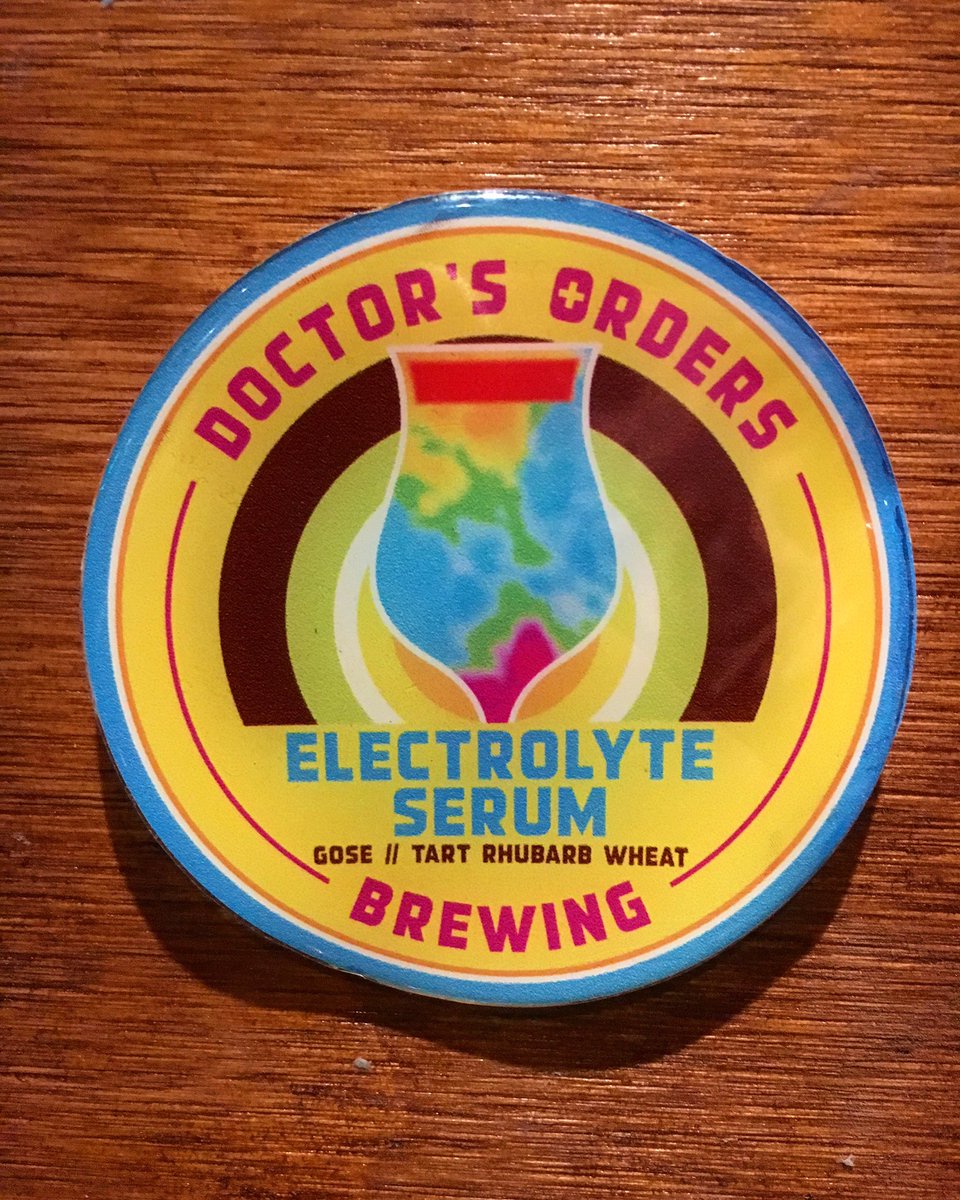 DOCTOR'S ORDERS
ELECTROLYTE
SERUM
GOSE // TART RHUBARB WHEAT
BREWING